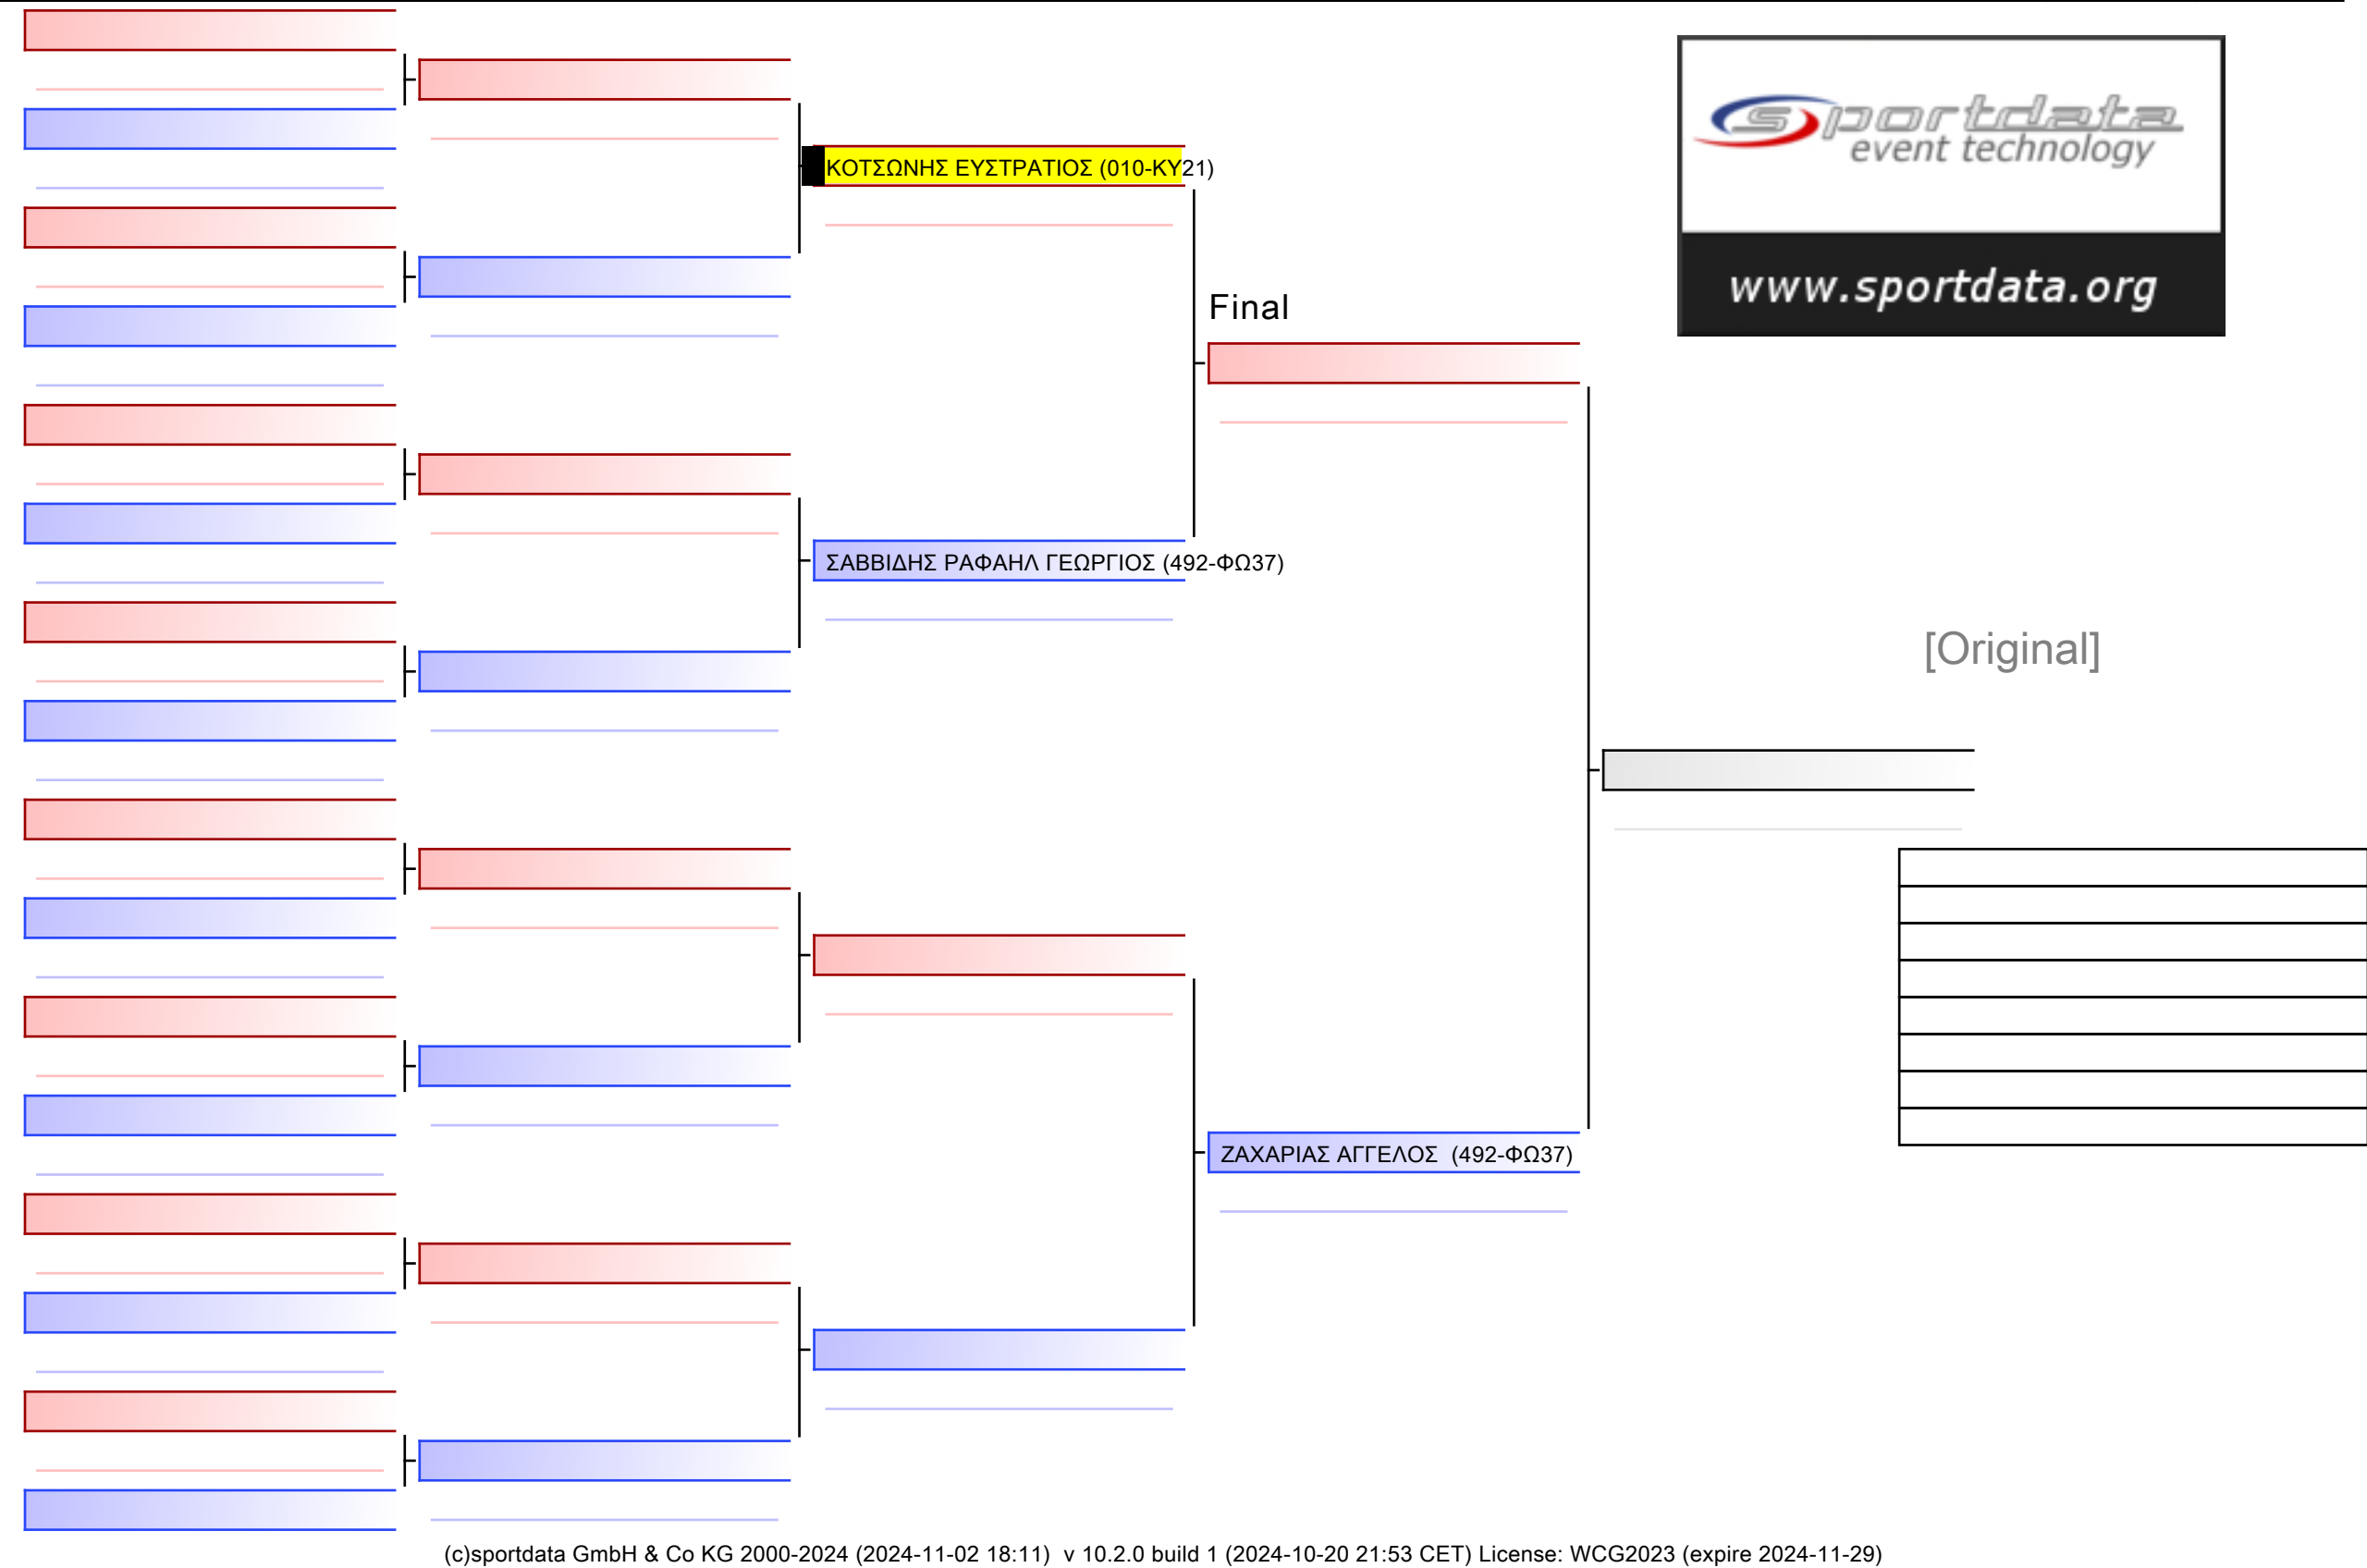 sportdata
event technology
www.sportdata.org
ΚΟΤΣΩΝΗΣ ΕΥΣΤΡΑΤΙΟΣ (010-ΚΥ21)
Final
ΣΑΒΒΙΔΗΣ ΡΑΦΑΗΛ ΓΕΩΡΓΙΟΣ (492-ΦΩ37)
[Original]
ΖΑΧΑΡΙΑΣ ΑΓΓΕΛΟΣ (492-ΦΩ37)
(c)sportdata GmbH & Co KG 2000-2024 (2024-11-02 18:11) v 10.2.0 build 1 (2024-10-20 21:53 CET) License: WCG2023 (expire 2024-11-29)